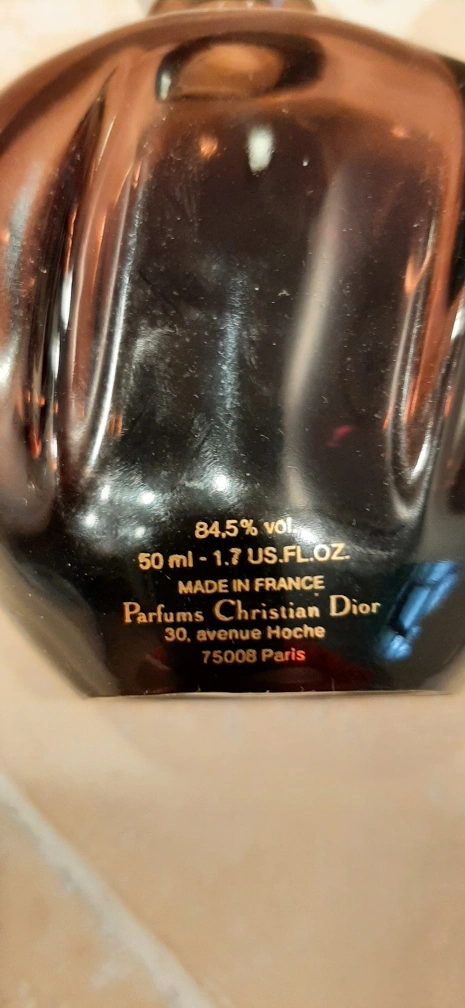 84,5% vol.
50 ml - 1.7 US.FL.OZ.
MADE IN FRANCE
Parfums Christian Dior
30, avenue Hoche
75008 Paris